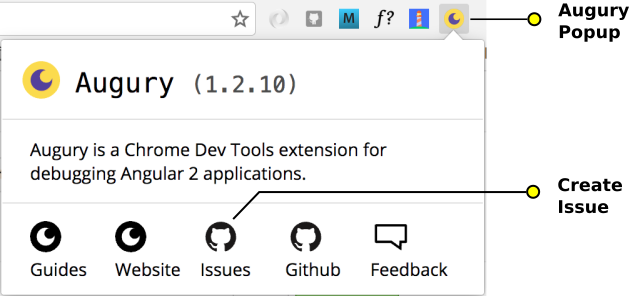 M f?
Augury
Popup
Augury (1.2.10)
Augury is a Chrome Dev Tools extension for
debugging Angular 2 applications.
Create
Issue
Guides Website Issues Github Feedback